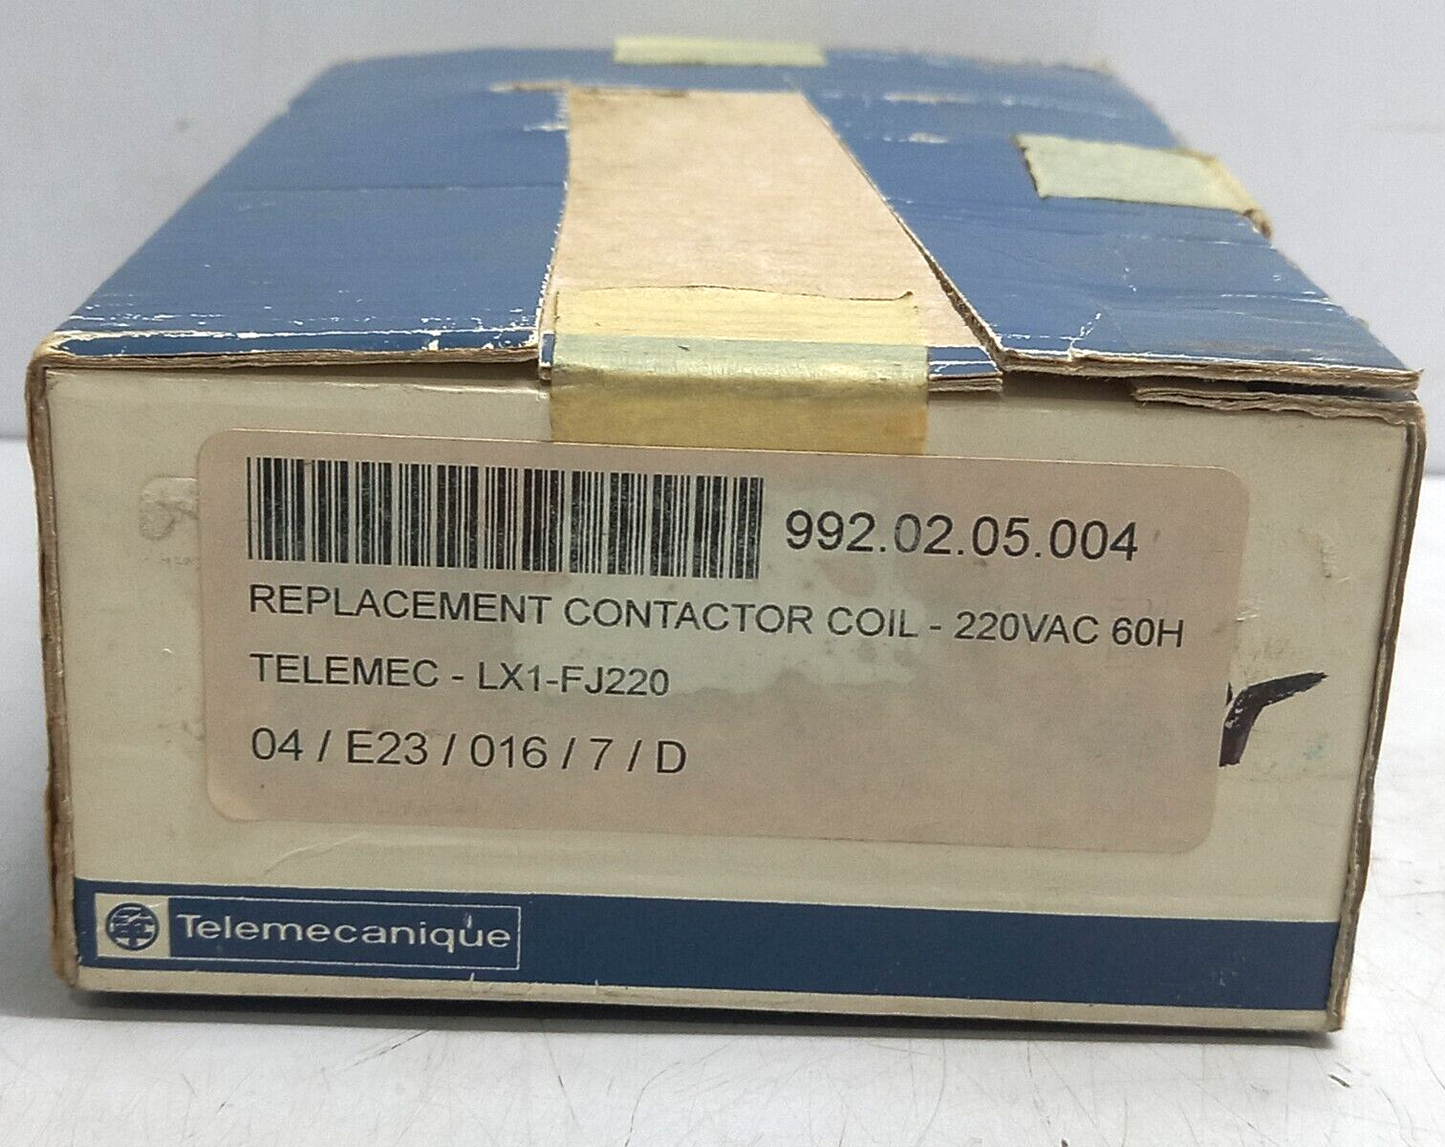 992.02.05.004
REPLACEMENT CONTACTOR COIL - 220VAC 60H
TELEMEC - LX1-FJ220
04 / E23 / 016 / 7 / D
Telemecanique